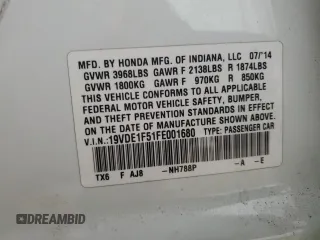 MFD. BY HONDA MFG. OF INDIANA, LLC 07/'14
GVWR 3968LBS GAWR F 2138LBS R 1874LBS
GVWR 1800KG GAWR F 970KG R 850KG
THIS VEHICLE CONFORMS TO ALL APPLICABLE
FEDERAL MOTOR VEHICLE SAFETY, BUMPER,
AND THEFT PREVENTION STANDARDS IN EFFECT
ON THE DATE OF MANUFACTURE SHOWN ABOVE.
V.I.N.: 19VDE1F51FE001680 TYPE: PASSENGER CAR
TX6 F AJ8 -NH788P -A -E
AUTOBIDCAR